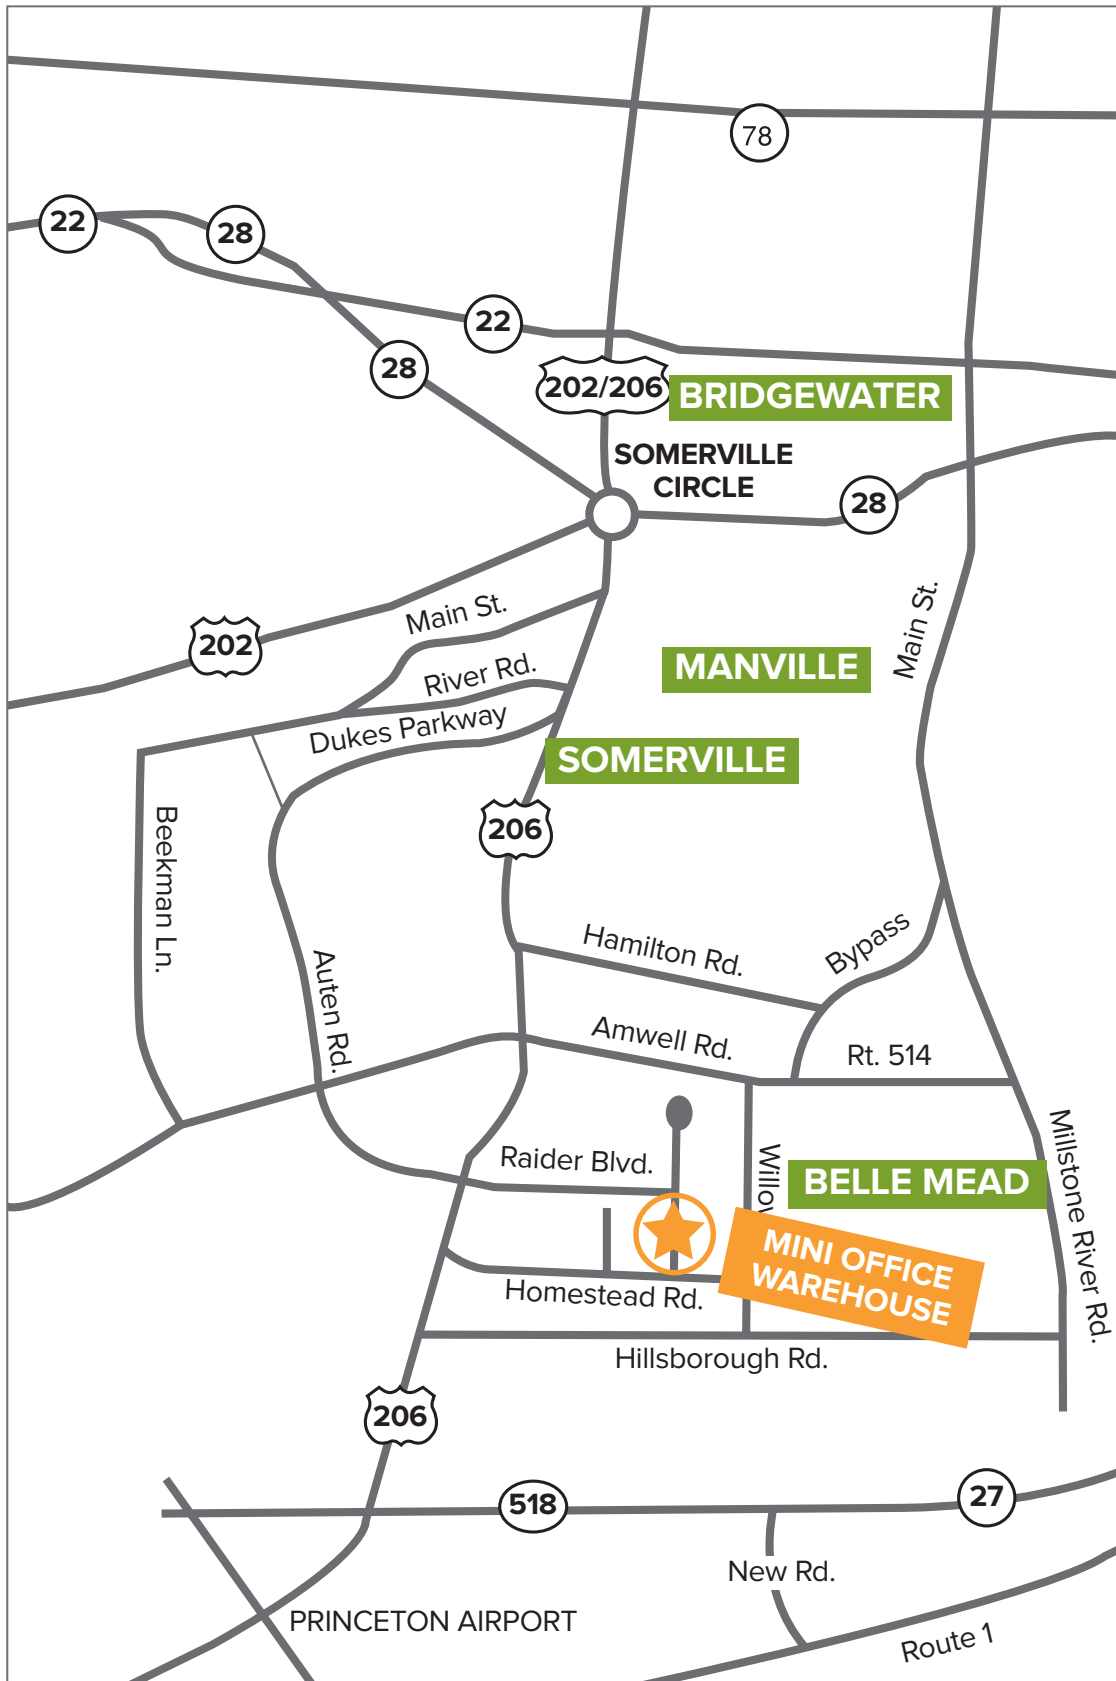 78
22
28
22
28
202/206
BRIDGEWATER
SOMERVILLE
CIRCLE
28
Main St.
Main St.
202
River Rd.
MANVILLE
Dukes Parkway
SOMERVILLE
206
Beekman Ln.
Hamilton Rd.
Bypass
Auten Rd.
Amwell Rd.
Rt. 514
Raider Blvd.
Willo
BELLE MEAD
Millstone River Rd.
MINI OFFICE
WAREHOUSE
Homestead Rd.
Hillsborough Rd.
206
518
27
New Rd.
PRINCETON AIRPORT
Route 1